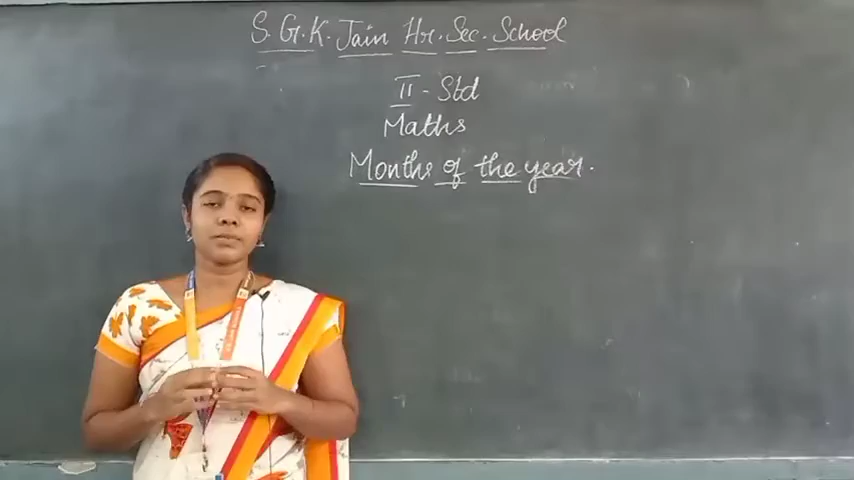 S.G.K. Jain Hr. Sec. School
II - Std
Maths
Months of the year.